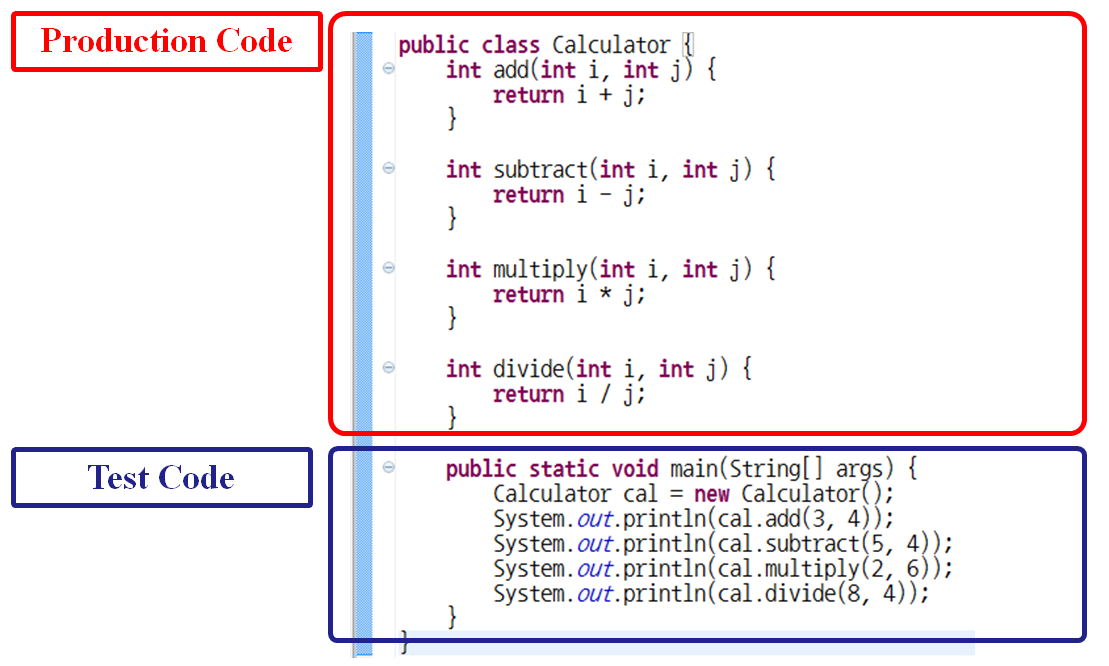 Production Code
public class Calculator {
    int add(int i, int j) {
        return i + j;
    }

    int subtract(int i, int j) {
        return i - j;
    }

    int multiply(int i, int j) {
        return i * j;
    }

    int divide(int i, int j) {
        return i / j;
    }

Test Code
    public static void main(String[] args) {
        Calculator cal = new Calculator();
        System.out.println(cal.add(3, 4));
        System.out.println(cal.subtract(5, 4));
        System.out.println(cal.multiply(2, 6));
        System.out.println(cal.divide(8, 4));
    }
}